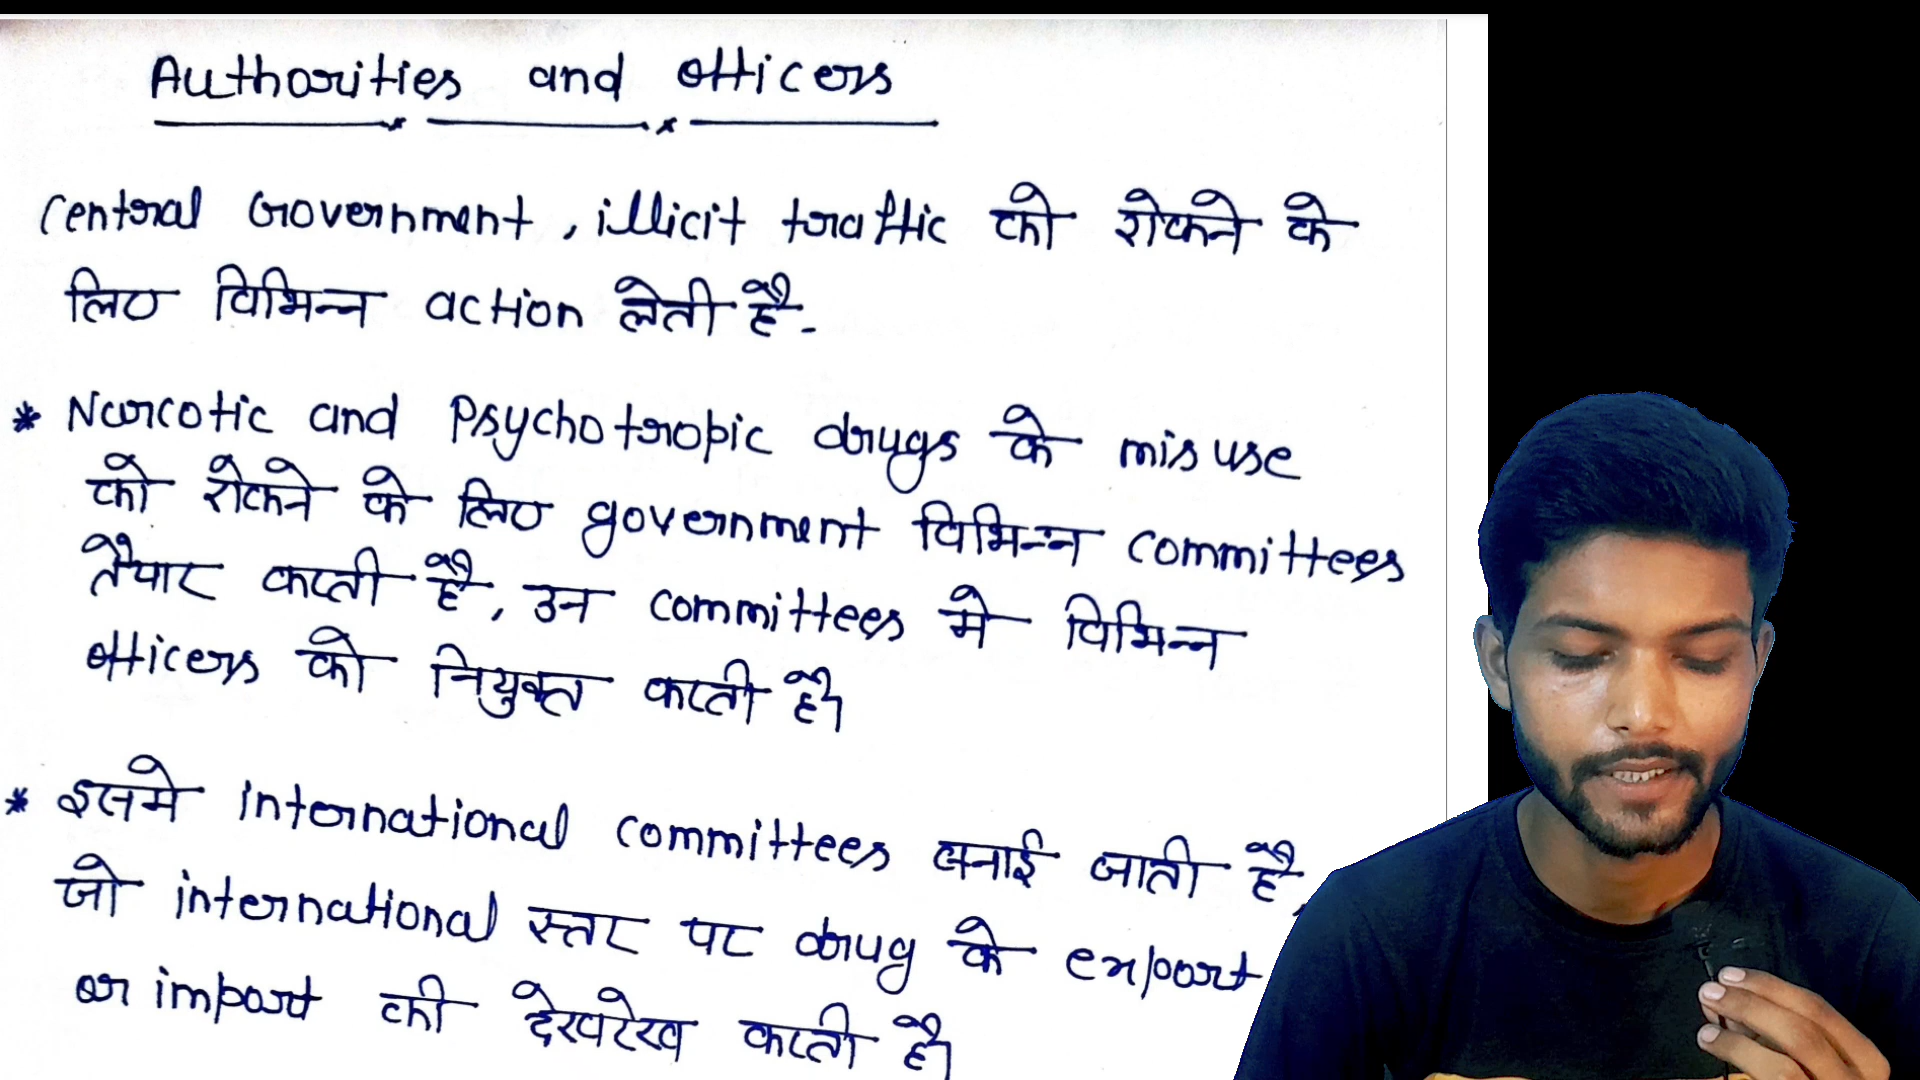 Authorities and officers
Central Government, illicit traffic को रोकने के
लिए विभिन्न action लेती है-
* Narcotic and Psychotropic drugs के misuse
को रोकने के लिए government विभिन्न committees
तैयार करती है, उन committees मे विभिन्न
officers को नियुक्त करती है।
* इसमे international committees बनाई जाती है,
जो international स्तर पर drug के export
or import की देखरेख करती है।